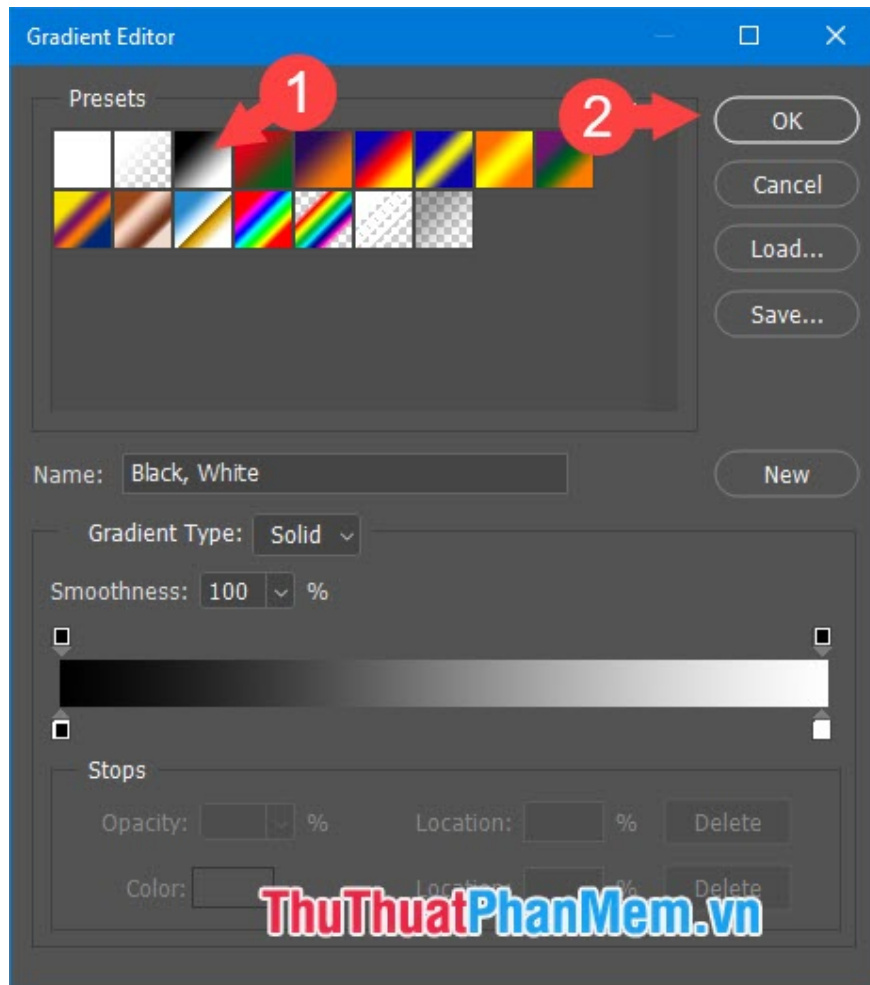 Gradient Editor
Presets
1
2
OK
Cancel
Load...
Save...
Name: Black, White
New
Gradient Type: Solid
Smoothness: 100 %
Stops
Opacity: % Location: % Delete
Color: Location: % Delete
ThuThuatPhanMem.vn